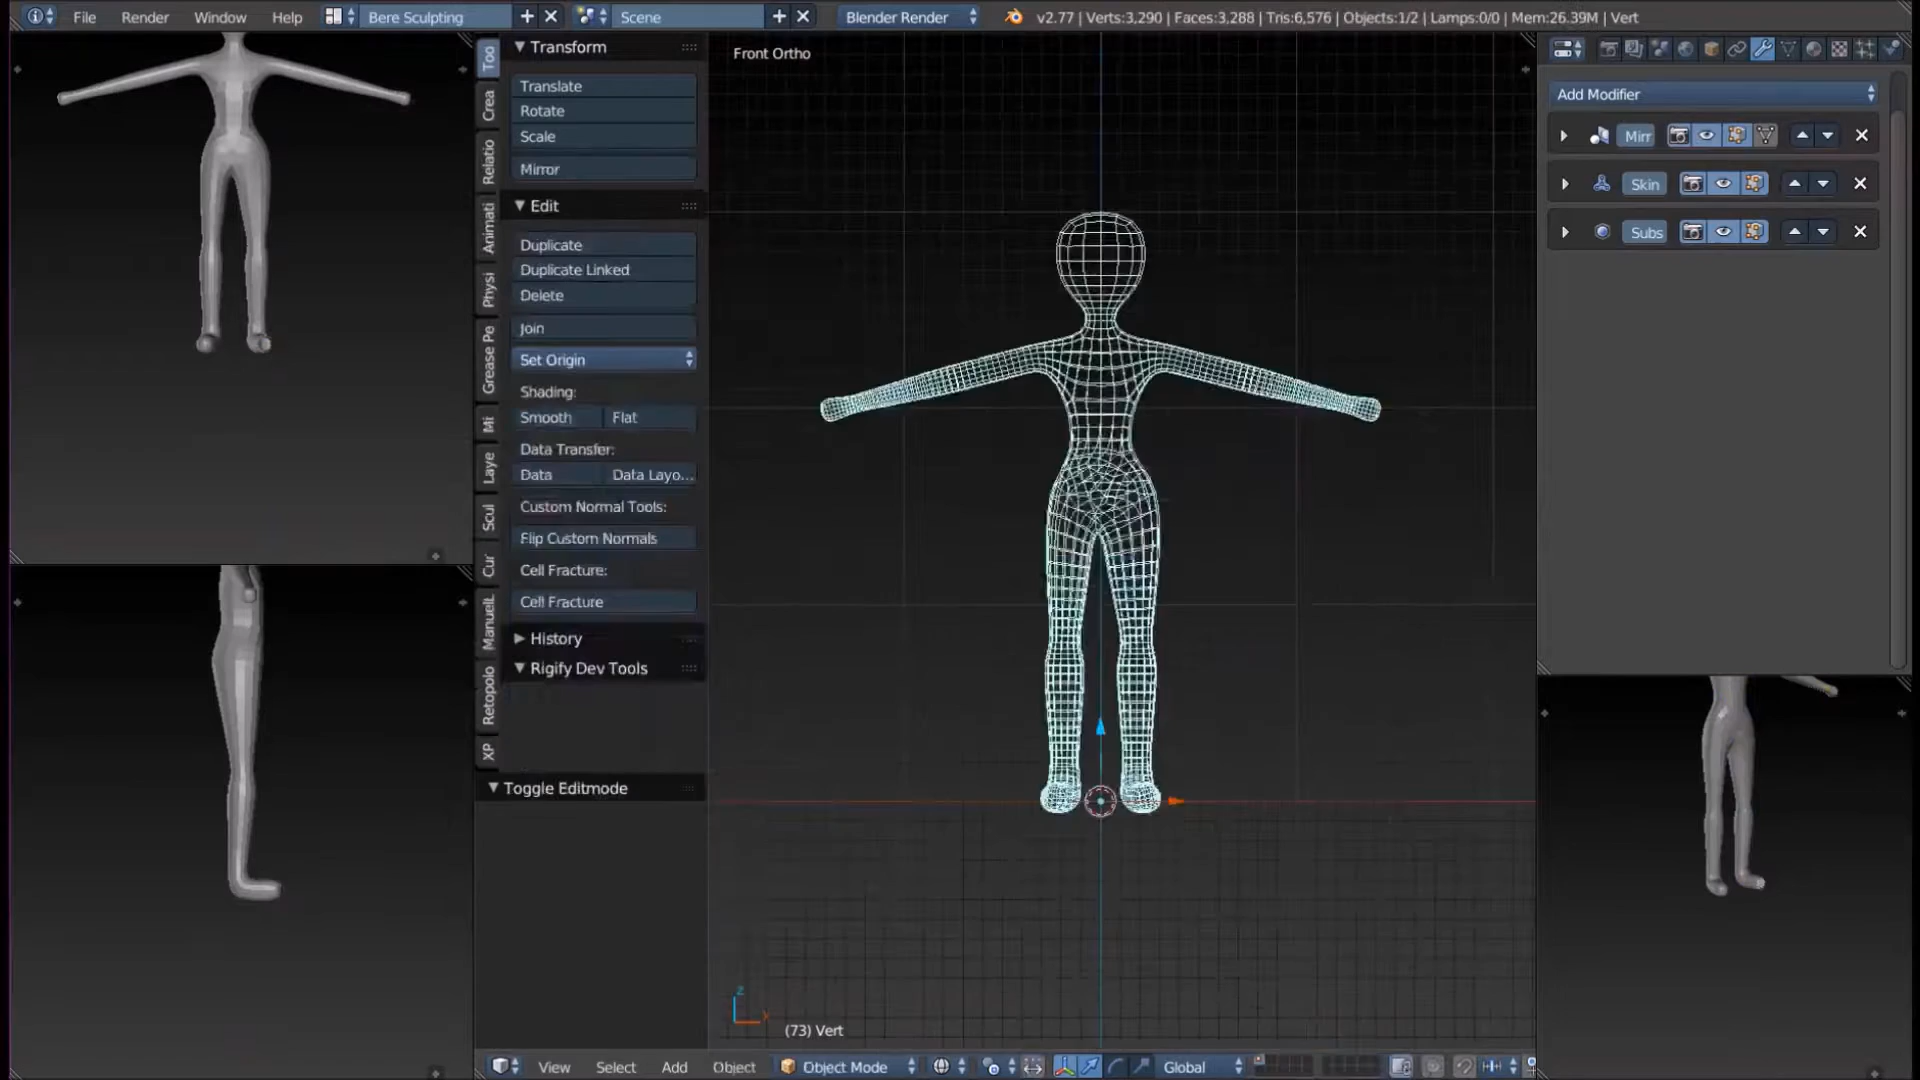 File Render Window Help Bere Sculpting Scene Blender Render v2.77 | Verts:3,290 | Faces:3,288 | Tris:6,576 | Objects:1/2 | Lamps:0/0 | Mem:26.39M | Vert
Too
Crea
Relatio
Animati
Physi
Grease Pe
Mi
Laye
Scul
Cur
Manuell
Retopolo
XP
Transform
Translate
Rotate
Scale
Mirror
Edit
Duplicate
Duplicate Linked
Delete
Join
Set Origin
Shading:
Smooth Flat
Data Transfer:
Data Data Layo...
Custom Normal Tools:
Flip Custom Normals
Cell Fracture:
Cell Fracture
History
Rigify Dev Tools
Toggle Editmode
Front Ortho
z
(73) Vert
View Select Add Object Object Mode Global
Add Modifier
Mirr
Skin
Subs